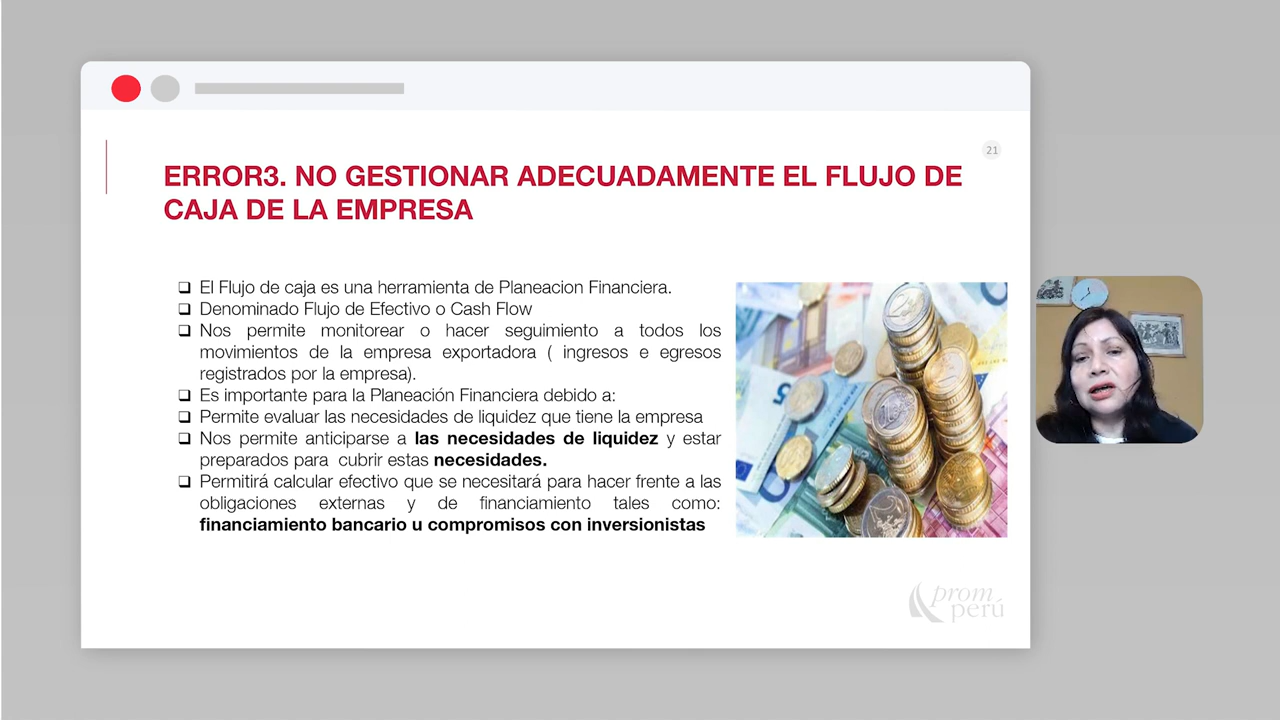 21
ERROR3. NO GESTIONAR ADECUADAMENTE EL FLUJO DE
CAJA DE LA EMPRESA
El Flujo de caja es una herramienta de Planeacion Financiera.
Denominado Flujo de Efectivo o Cash Flow
Nos permite monitorear o hacer seguimiento a todos los
movimientos de la empresa exportadora ( ingresos e egresos
registrados por la empresa).
Es importante para la Planeación Financiera debido a:
Permite evaluar las necesidades de liquidez que tiene la empresa
Nos permite anticiparse a las necesidades de liquidez y estar
preparados para cubrir estas necesidades.
Permitirá calcular efectivo que se necesitará para hacer frente a las
obligaciones externas y de financiamiento tales como:
financiamiento bancario u compromisos con inversionistas
prom
perú